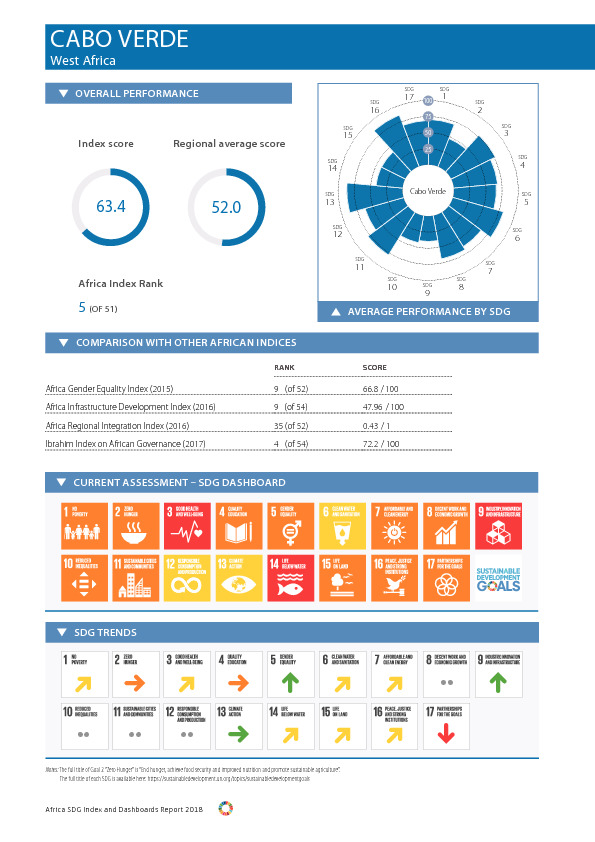 CABO VERDE
West Africa
OVERALL PERFORMANCE
Index score
Regional average score
63.4
52.0
Africa Index Rank
5 (OF 51)
SDG 1
SDG 2
SDG 3
SDG 4
SDG 5
SDG 6
SDG 7
SDG 8
SDG 9
SDG 10
SDG 11
SDG 12
SDG 13
SDG 14
SDG 15
SDG 16
SDG 17
100
75
50
25
Cabo Verde
AVERAGE PERFORMANCE BY SDG
COMPARISON WITH OTHER AFRICAN INDICES
RANK SCORE
Africa Gender Equality Index (2015) 9 (of 52) 66.8 / 100
Africa Infrastructure Development Index (2016) 9 (of 54) 47.96 / 100
Africa Regional Integration Index (2016) 35 (of 52) 0.43 / 1
Ibrahim Index on African Governance (2017) 4 (of 54) 72.2 / 100
CURRENT ASSESSMENT – SDG DASHBOARD
1 NO POVERTY
2 ZERO HUNGER
3 GOOD HEALTH AND WELL-BEING
4 QUALITY EDUCATION
5 GENDER EQUALITY
6 CLEAN WATER AND SANITATION
7 AFFORDABLE AND CLEAN ENERGY
8 DECENT WORK AND ECONOMIC GROWTH
9 INDUSTRY, INNOVATION AND INFRASTRUCTURE
10 REDUCED INEQUALITIES
11 SUSTAINABLE CITIES AND COMMUNITIES
12 RESPONSIBLE CONSUMPTION AND PRODUCTION
13 CLIMATE ACTION
14 LIFE BELOW WATER
15 LIFE ON LAND
16 PEACE, JUSTICE AND STRONG INSTITUTIONS
17 PARTNERSHIPS FOR THE GOALS
SUSTAINABLE DEVELOPMENT GOALS
SDG TRENDS
1 NO POVERTY
2 ZERO HUNGER
3 GOOD HEALTH AND WELL-BEING
4 QUALITY EDUCATION
5 GENDER EQUALITY
6 CLEAN WATER AND SANITATION
7 AFFORDABLE AND CLEAN ENERGY
8 DECENT WORK AND ECONOMIC GROWTH
9 INDUSTRY, INNOVATION AND INFRASTRUCTURE
10 REDUCED INEQUALITIES
11 SUSTAINABLE CITIES AND COMMUNITIES
12 RESPONSIBLE CONSUMPTION AND PRODUCTION
13 CLIMATE ACTION
14 LIFE BELOW WATER
15 LIFE ON LAND
16 PEACE, JUSTICE AND STRONG INSTITUTIONS
17 PARTNERSHIPS FOR THE GOALS
Notes: The full title of Goal 2 "Zero Hunger" is "End hunger, achieve food security and improved nutrition and promote sustainable agriculture".
The full title of each SDG is available here: https://sustainabledevelopment.un.org/topics/sustainabledevelopmentgoals
Africa SDG Index and Dashboards Report 2018